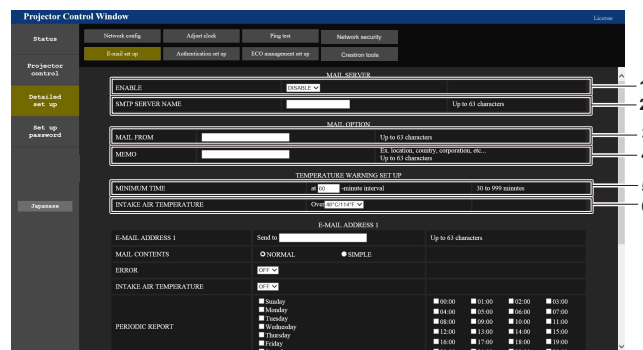 Projector Control Window
License
Status
Network config
Adjust clock
Ping test
Network security
E-mail set up
Authentication set up
ECO management set up
Crestron tools
Projector control
Detailed set up
Set up password
Japanese
MAIL SERVER
ENABLE DISABLE
1
SMTP SERVER NAME Up to 63 characters
2
MAIL OPTION
MAIL FROM Up to 63 characters
MEMO Ex. location, country, corporation, etc...
Up to 63 characters
TEMPERATURE WARNING SET UP
MINIMUM TIME at 60 -minute interval 30 to 999 minutes
INTAKE AIR TEMPERATURE Over 46°C/114°F
E-MAIL ADDRESS 1
E-MAIL ADDRESS 1 Send to Up to 63 characters
MAIL CONTENTS NORMAL SIMPLE
ERROR OFF
INTAKE AIR TEMPERATURE OFF
PERIODIC REPORT
Sunday
Monday
Tuesday
Wednesday
Thursday
Friday
00:00 01:00 02:00 03:00
04:00 05:00 06:00 07:00
08:00 09:00 10:00 11:00
12:00 13:00 14:00 15:00
16:00 17:00 18:00 19:00